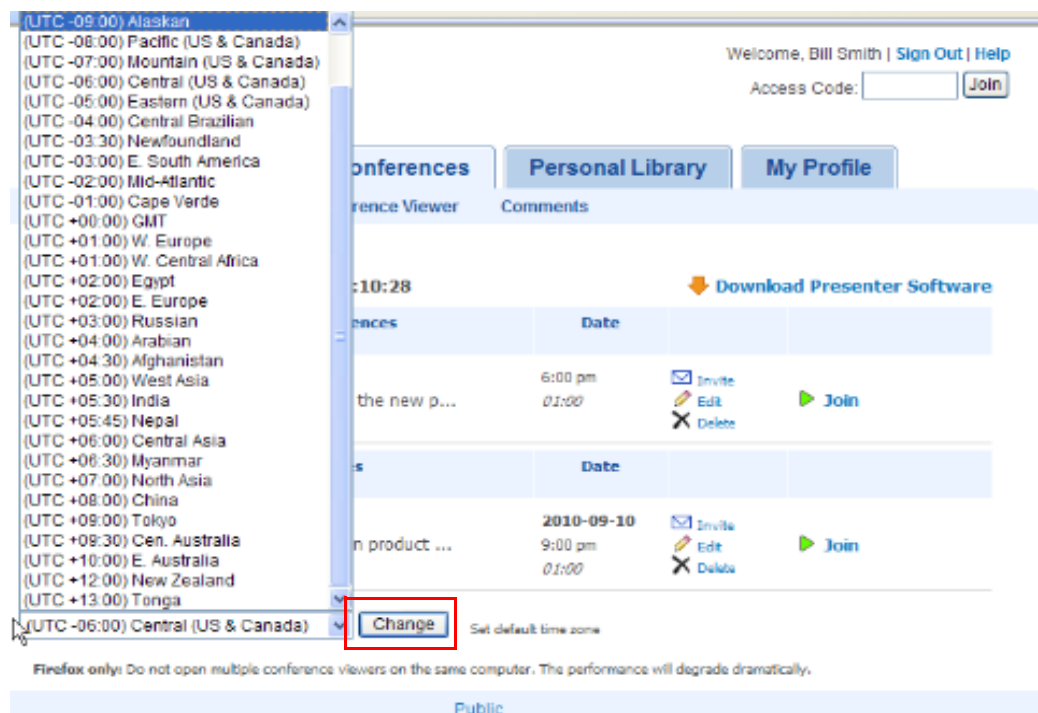 (UTC -09:00) Alaskan
(UTC -08:00) Pacific (US & Canada)
(UTC -07:00) Mountain (US & Canada)
(UTC -06:00) Central (US & Canada)
(UTC -05:00) Eastern (US & Canada)
(UTC -04:00) Central Brazilian
(UTC -03:30) Newfoundland
(UTC -03:00) E. South America
(UTC -02:00) Mid-Atlantic
(UTC -01:00) Cape Verde
(UTC +00:00) GMT
(UTC +01:00) W. Europe
(UTC +01:00) W. Central Africa
(UTC +02:00) Egypt
(UTC +02:00) E. Europe
(UTC +03:00) Russian
(UTC +04:00) Arabian
(UTC +04:30) Afghanistan
(UTC +05:00) West Asia
(UTC +05:30) India
(UTC +05:45) Nepal
(UTC +06:00) Central Asia
(UTC +06:30) Myanmar
(UTC +07:00) North Asia
(UTC +08:00) China
(UTC +09:00) Tokyo
(UTC +09:30) Cen. Australia
(UTC +10:00) E. Australia
(UTC +12:00) New Zealand
(UTC +13:00) Tonga
(UTC -06:00) Central (US & Canada) Change Set default time zone
Welcome, Bill Smith | Sign Out | Help
Access Code: Join
onferences Personal Library My Profile
rence Viewer Comments
:10:28 Download Presenter Software
ences Date
6:00 pm Invite
the new p... 01:00 Edit Join
Delete
s Date
2010-09-10 Invite
n product ... 9:00 pm Edit Join
01:00 Delete
Firefox only: Do not open multiple conference viewers on the same computer. The performance will degrade dramatically.
Public